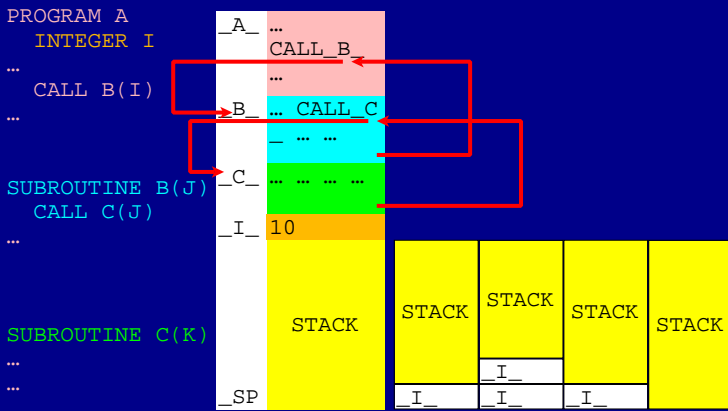 PROGRAM A
INTEGER I
…
CALL B(I)
…
SUBROUTINE B(J)
CALL C(J)
…
SUBROUTINE C(K)
…
…
_A_ …
CALL_B_
…
_B_ … CALL_C
_ … …
_C_ … … … …
_I_ 10
STACK
_SP
STACK
_I_
STACK
_I_
_I_
STACK
_I_
STACK